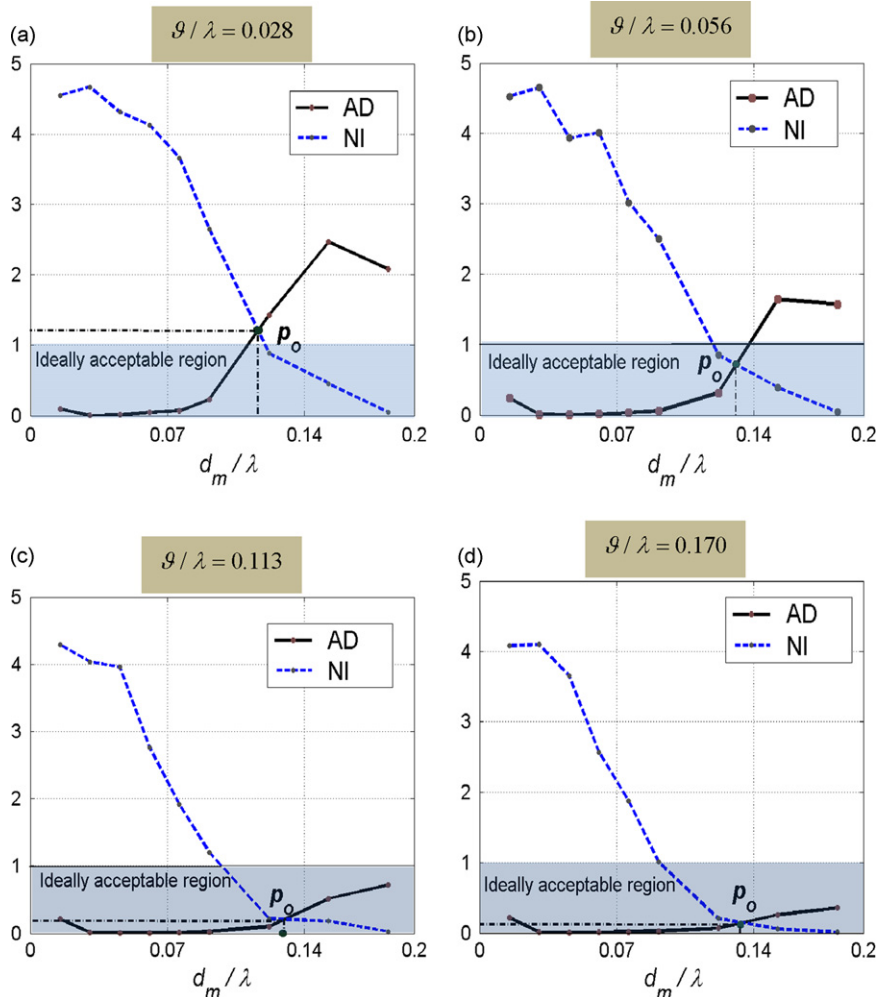 (a)
ϑ / λ = 0.028
5
4
3
2
1
0
AD
NI
p_o
Ideally acceptable region
0 0.07 0.14 0.2
d_m / λ
(b)
ϑ / λ = 0.056
5
4
3
2
1
0
AD
NI
Ideally acceptable region
p_o
0 0.07 0.14 0.2
d_m / λ
(c)
ϑ / λ = 0.113
5
4
3
2
1
0
AD
NI
Ideally acceptable region
p_o
0 0.07 0.14 0.2
d_m / λ
(d)
ϑ / λ = 0.170
5
4
3
2
1
0
AD
NI
Ideally acceptable region
p_o
0 0.07 0.14 0.2
d_m / λ